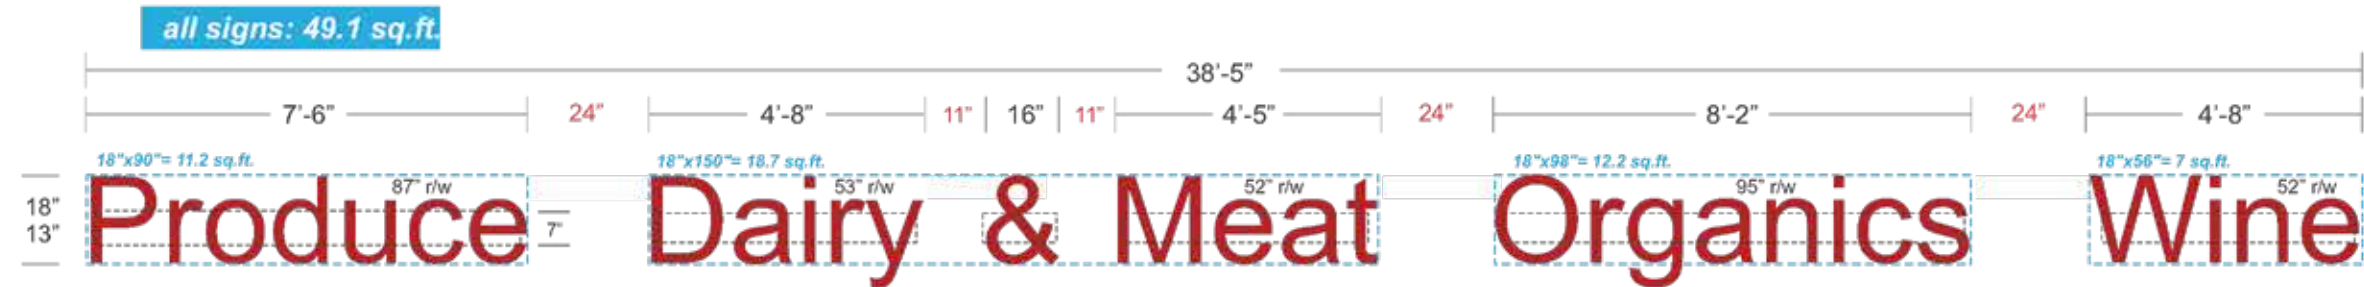 all signs: 49.1 sq.ft.
38'-5"
7'-6" 24" 4'-8" 11" 16" 11" 4'-5" 24" 8'-2" 24" 4'-8"
18"x90"= 11.2 sq.ft. 18"x150"= 18.7 sq.ft. 18"x98"= 12.2 sq.ft. 18"x56"= 7 sq.ft.
87" r/w 53" r/w 52" r/w 95" r/w 52" r/w
18" Produce Dairy & Meat Organics Wine
13" 7"